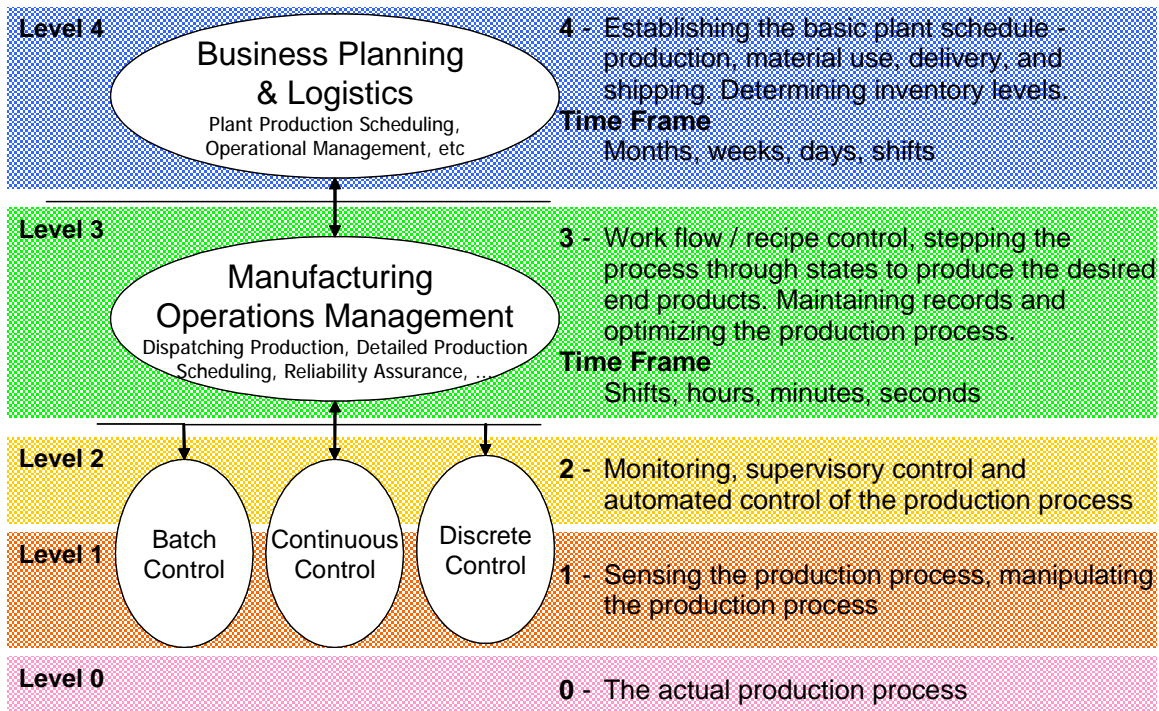 Level 4
Business Planning
& Logistics
Plant Production Scheduling,
Operational Management, etc
4 - Establishing the basic plant schedule -
production, material use, delivery, and
shipping. Determining inventory levels.
Time Frame
Months, weeks, days, shifts
Level 3
Manufacturing
Operations Management
Dispatching Production, Detailed Production
Scheduling, Reliability Assurance, ...
3 - Work flow / recipe control, stepping the
process through states to produce the desired
end products. Maintaining records and
optimizing the production process.
Time Frame
Shifts, hours, minutes, seconds
Level 2
2 - Monitoring, supervisory control and
automated control of the production process
Batch
Control
Continuous
Control
Discrete
Control
Level 1
1 - Sensing the production process, manipulating
the production process
Level 0
0 - The actual production process